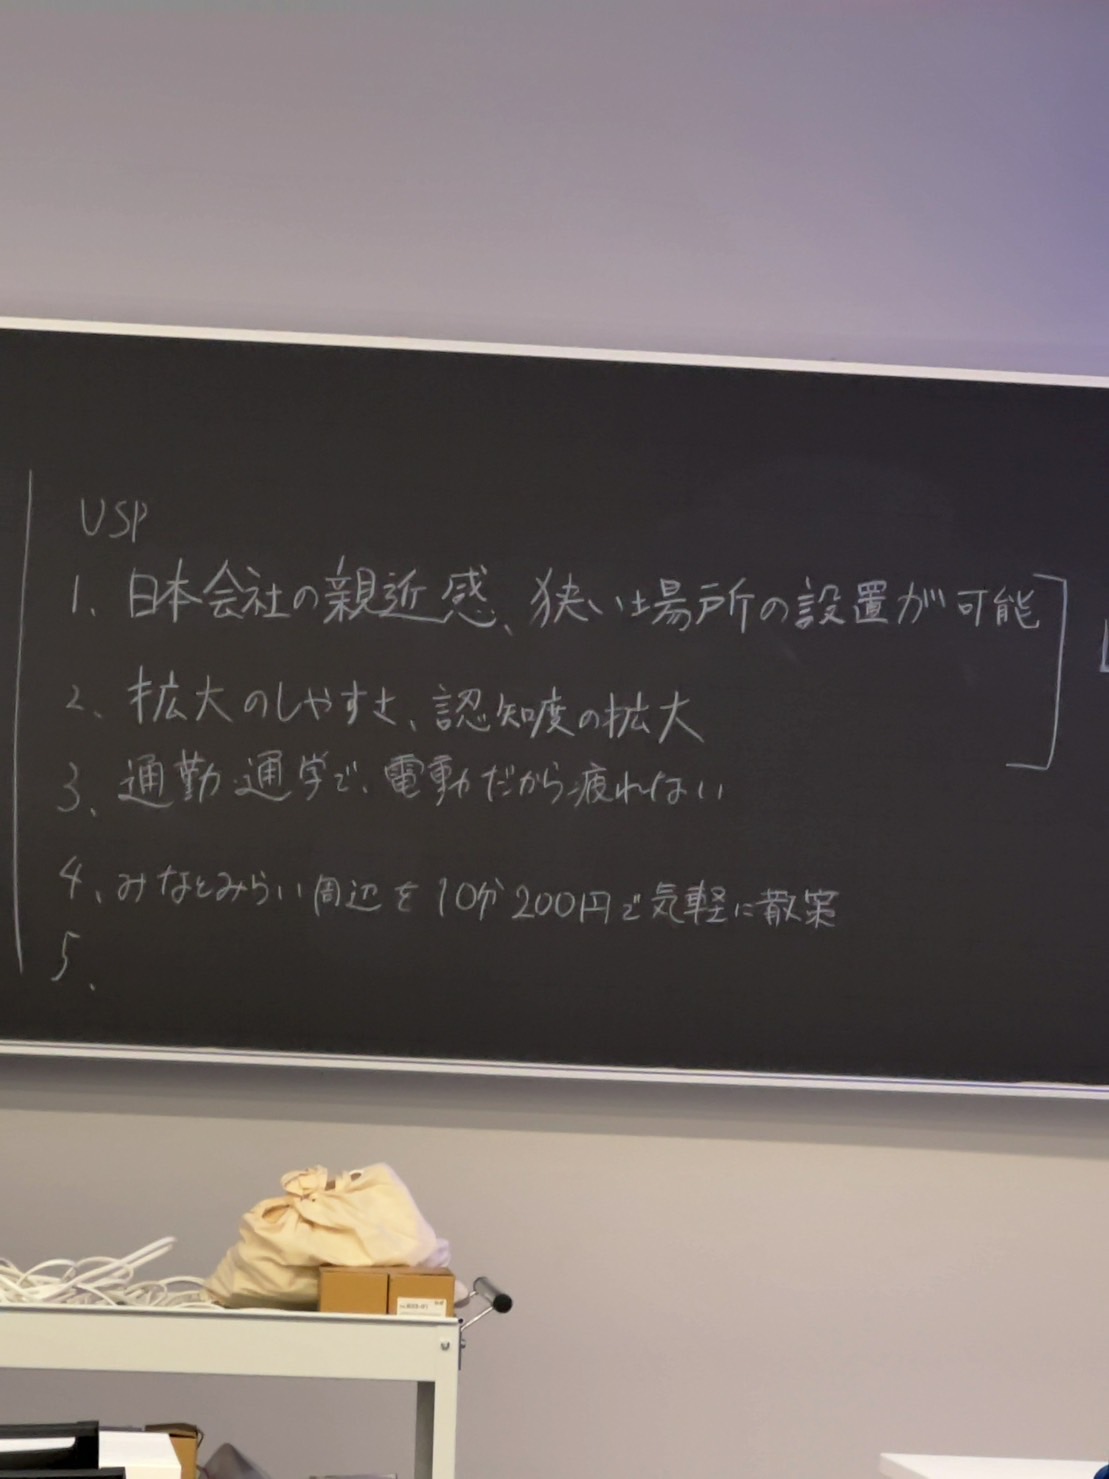 USP
1、日本会社の親近感、狭い場所の設置が可能
2、拡大のしやすさ、認知度の拡大
3、通勤通学で、電動だから疲れない
4、みなとみらい周辺を10分200円で気軽に散策
5、